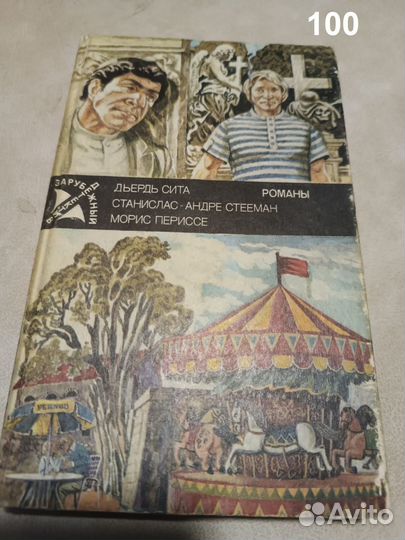 100
ЗАРУБЕЖНЫЙ
ДЕТЕКТИВ
ДЬЕРДЬ СИТА
РОМАНЫ
СТАНИСЛАС-АНДРЕ СТЕЕМАН
МОРИС ПЕРИССЕ
PERNOD
Avito